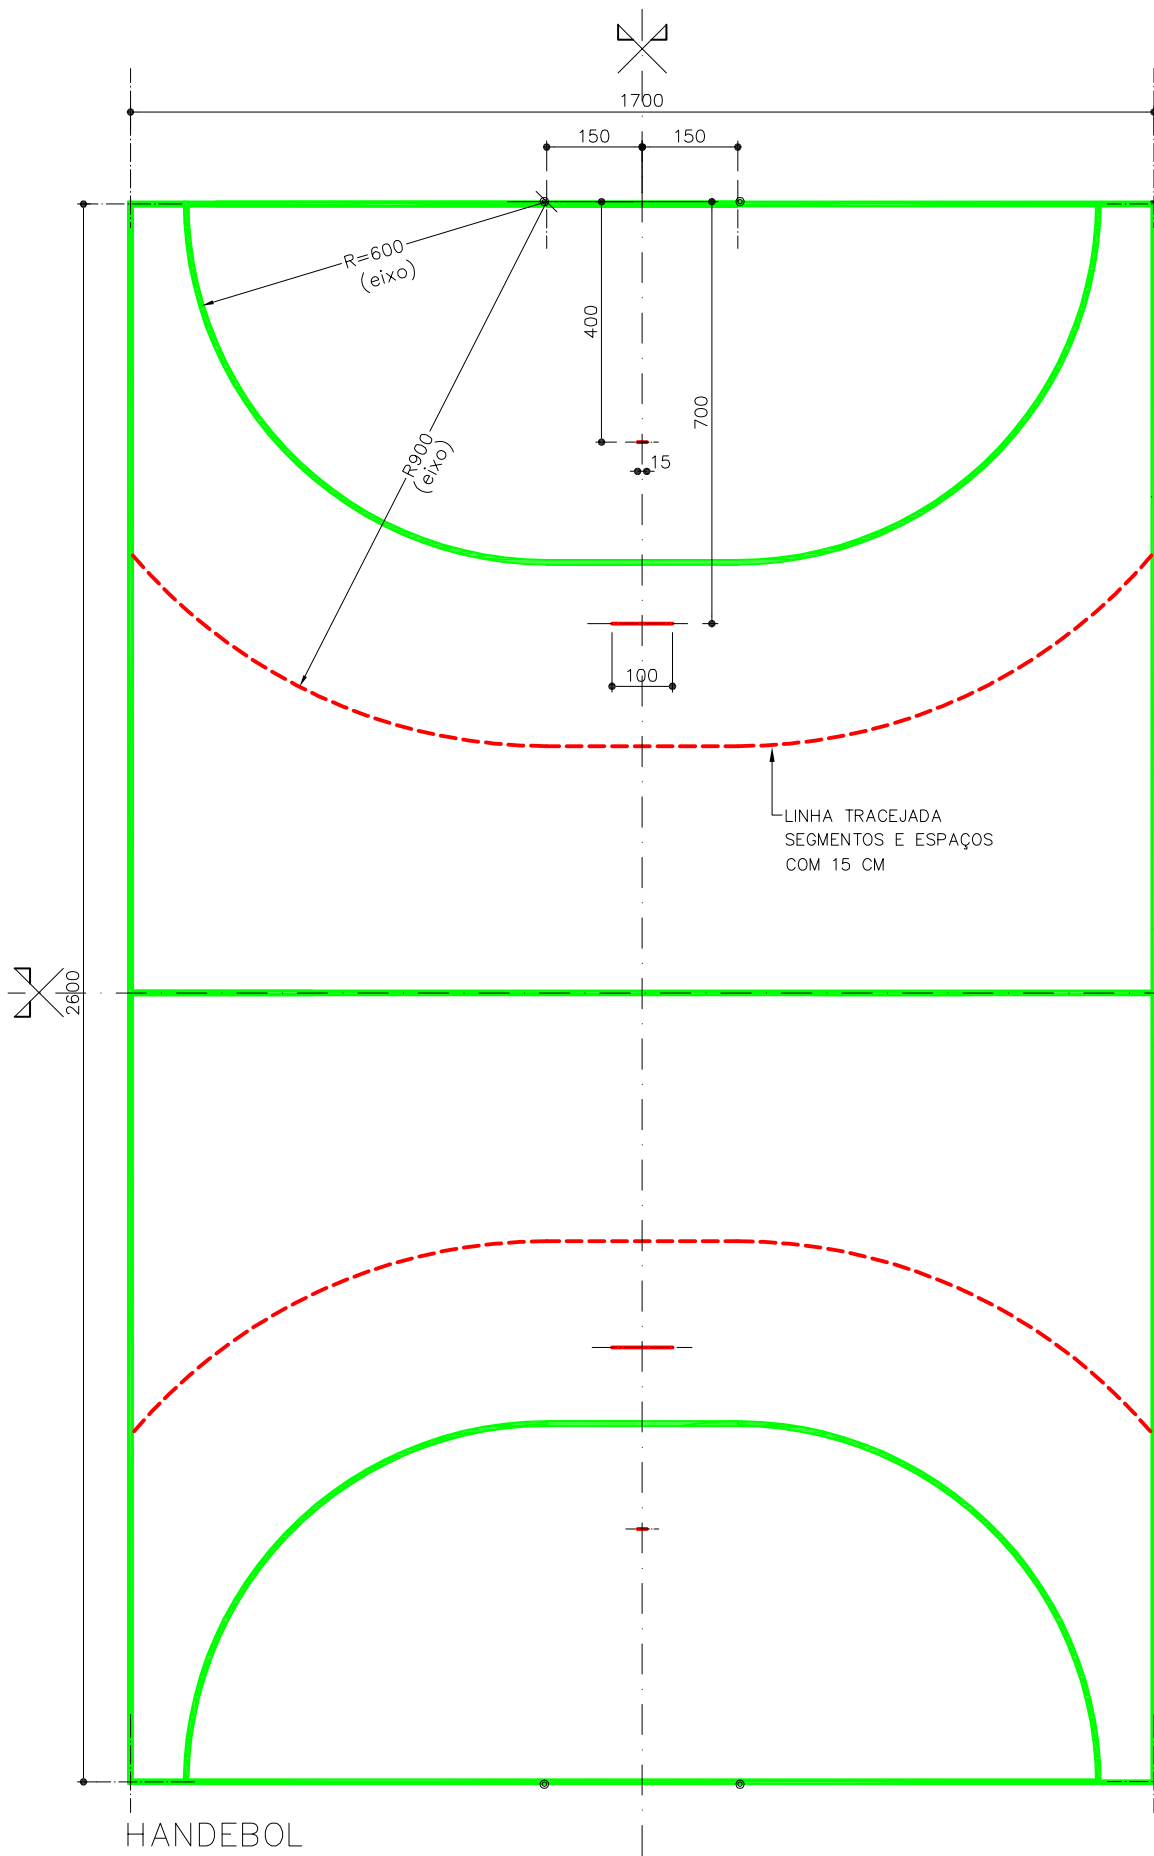 1700
150
150
R=600
(eixo)
400
700
R900
(eixo)
15
100
LINHA TRACEJADA
SEGMENTOS E ESPAÇOS
COM 15 CM
2600
HANDEBOL